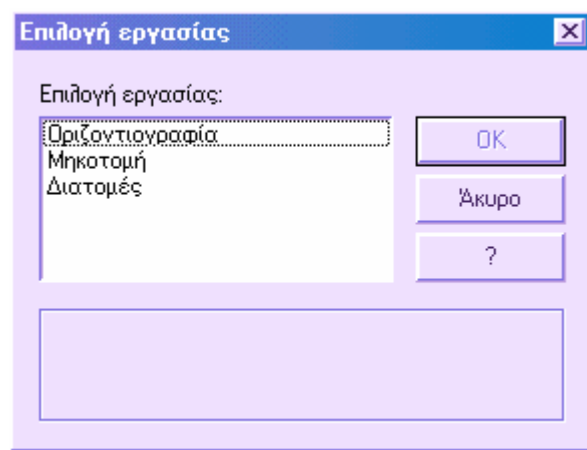 Επιλογή εργασίας
Επιλογή εργασίας:
Οριζοντιογραφία
Μηκοτομή
Διατομές
OK
Άκυρο
?